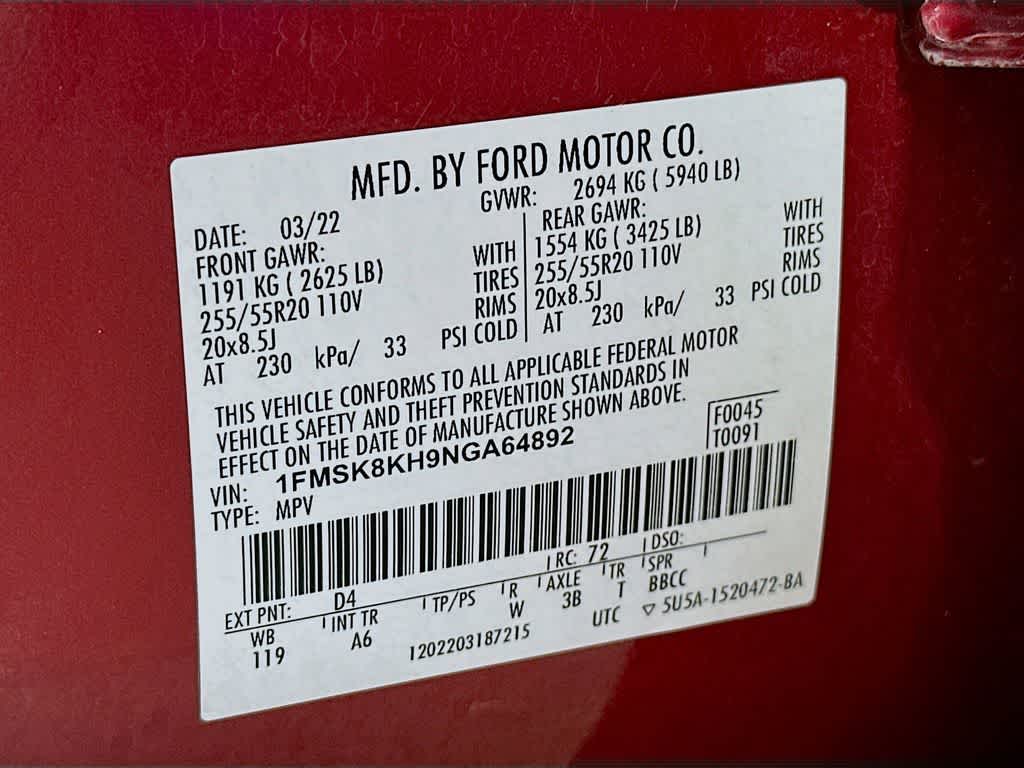 MFD. BY FORD MOTOR CO.
DATE: 03/22 GVWR: 2694 KG ( 5940 LB)
FRONT GAWR: REAR GAWR:
1191 KG ( 2625 LB) WITH 1554 KG ( 3425 LB) WITH
255/55R20 110V TIRES 255/55R20 110V TIRES
20x8.5J RIMS 20x8.5J RIMS
AT 230 kPa/ 33 PSI COLD AT 230 kPa/ 33 PSI COLD
THIS VEHICLE CONFORMS TO ALL APPLICABLE FEDERAL MOTOR
VEHICLE SAFETY AND THEFT PREVENTION STANDARDS IN
EFFECT ON THE DATE OF MANUFACTURE SHOWN ABOVE.
VIN: 1FMSK8KH9NGA64892 F0045
TYPE: MPV T0091
EXT PNT: D4 RC: 72 DSO:
WB INT TR TP/PS R AXLE TR SPR
119 A6 W 3B T BBCC
1202203187215 UTC ▽ 5U5A-1520472-BA